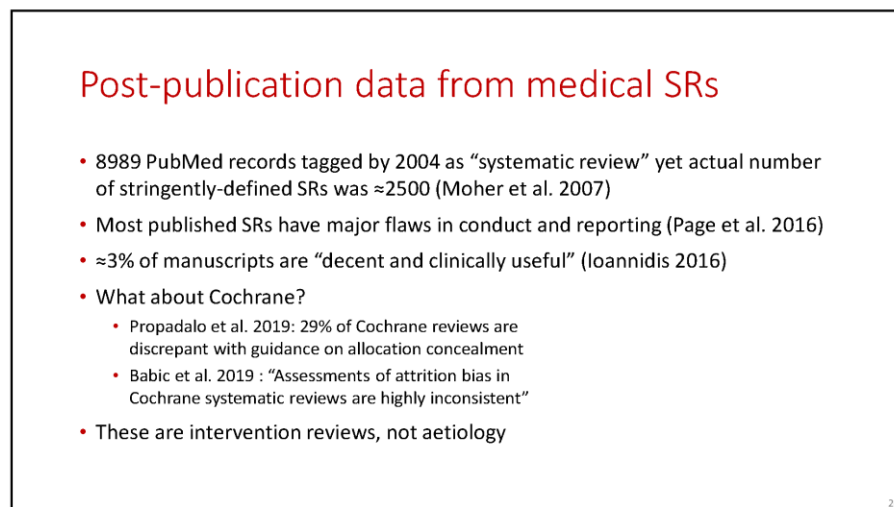 Post-publication data from medical SRs
• 8989 PubMed records tagged by 2004 as “systematic review” yet actual number
of stringently-defined SRs was ≈2500 (Moher et al. 2007)
• Most published SRs have major flaws in conduct and reporting (Page et al. 2016)
• ≈3% of manuscripts are “decent and clinically useful” (Ioannidis 2016)
• What about Cochrane?
• Propadalo et al. 2019: 29% of Cochrane reviews are
discrepant with guidance on allocation concealment
• Babic et al. 2019 : “Assessments of attrition bias in
Cochrane systematic reviews are highly inconsistent”
• These are intervention reviews, not aetiology
2